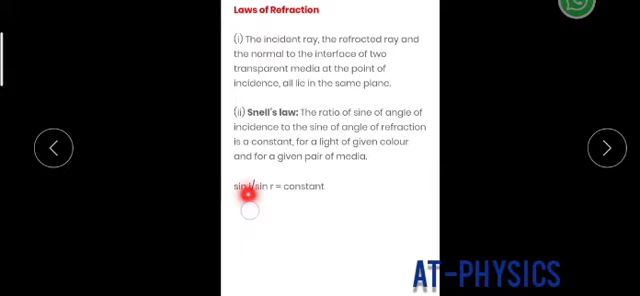 Laws of Refraction
(i) The incident ray, the refracted ray and
the normal to the interface of two
transparent media at the point of
incidence, all lie in the same plane.
(ii) Snell's law: The ratio of sine of angle of
incidence to the sine of angle of refraction
is a constant, for a light of given colour
and for a given pair of media.
sin i/sin r = constant
AT-PHYSICS